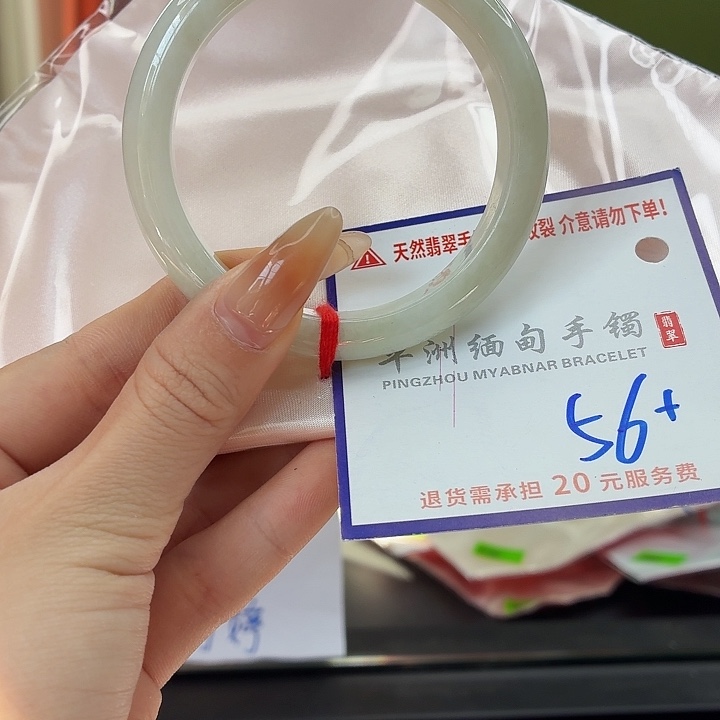 天然翡翠手 裂 介意请勿下单!
洲缅甸手镯
翡翠
PINGZHOU MYABNAR BRACELET
56+
退货需承担 20 元服务费